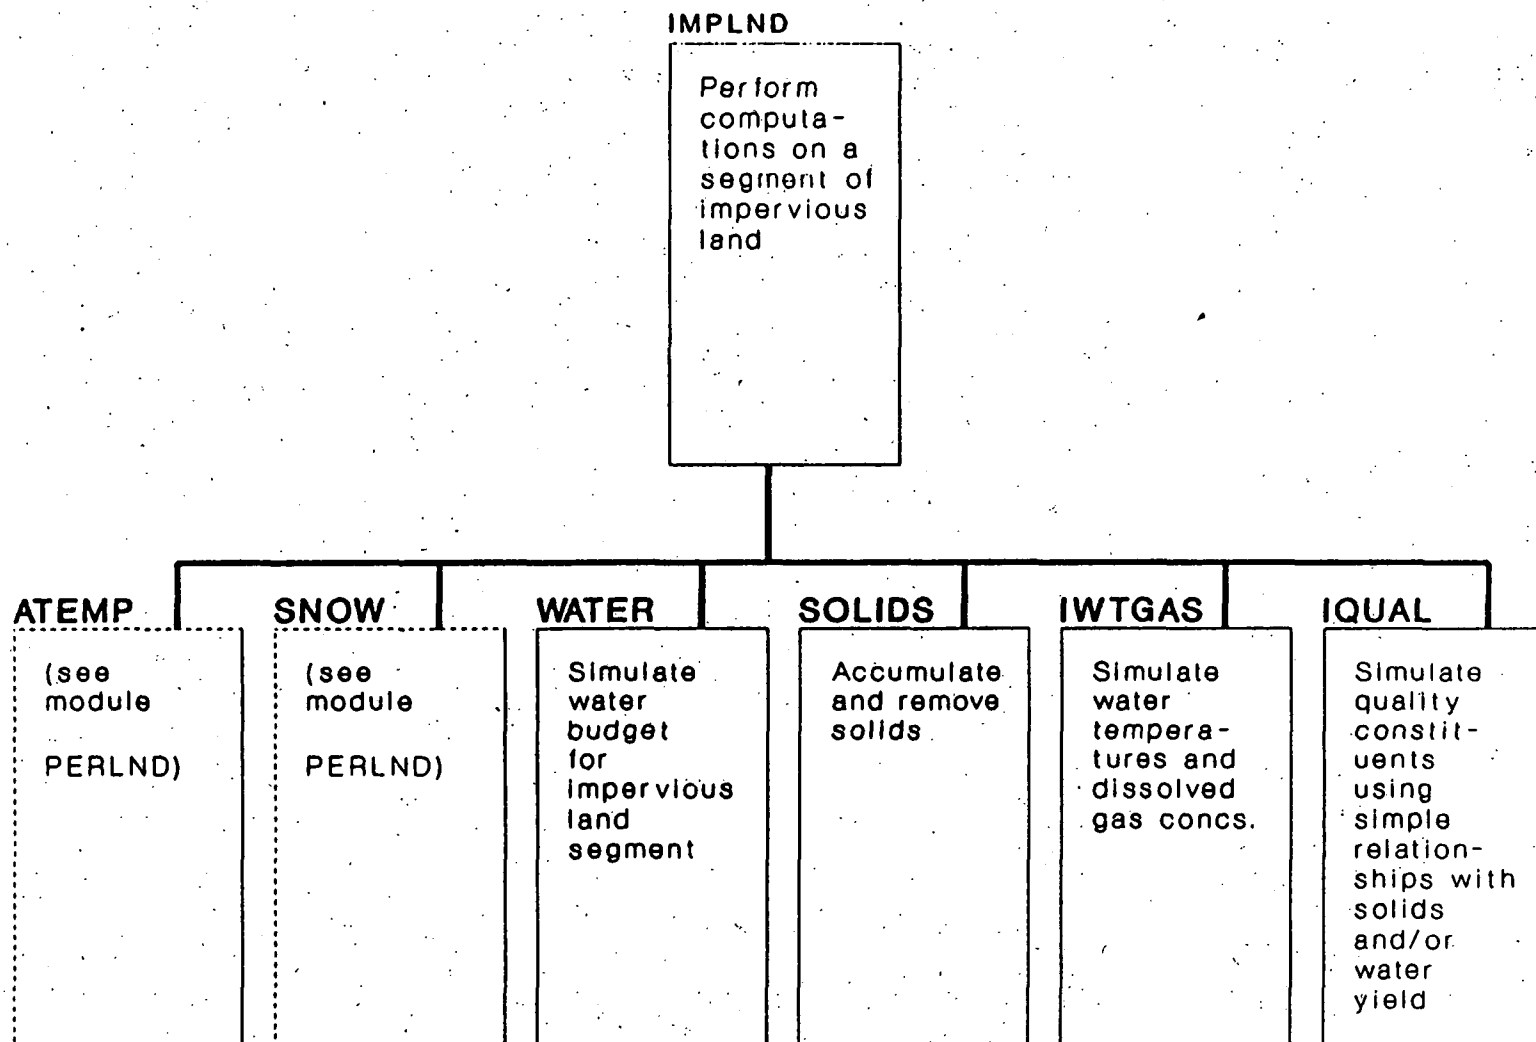 IMPLND
Perform
computa-
tions on a
segment of
impervious
land
ATEMP
(see
module
PERLND)
SNOW
(see
module
PERLND)
WATER
Simulate
water
budget
for
impervious
land
segment
SOLIDS
Accumulate
and remove
solids
IWTGAS
Simulate
water
tempera-
tures and
dissolved
gas concs.
IQUAL
Simulate
quality
constit-
uents
using
simple
relation-
ships with
solids
and/or
water
yield